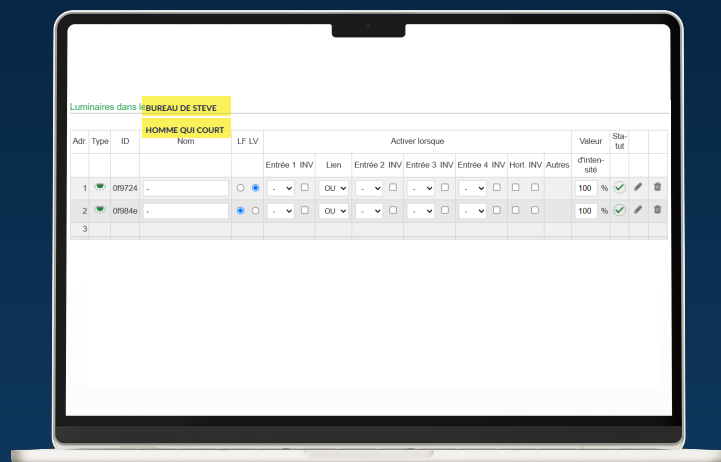 Luminaires dans le
BUREAU DE STEVE
HOMME QUI COURT
Adr. Type ID Nom LF LV Activer lorsque Valeur Sta-
tut
Entrée 1 INV Lien Entrée 2 INV Entrée 3 INV Entrée 4 INV Horl. INV Autres d'inten-
sité
1 0f9724 - - OU - - - 100 %
2 0f984e - - OU - - - 100 %
3